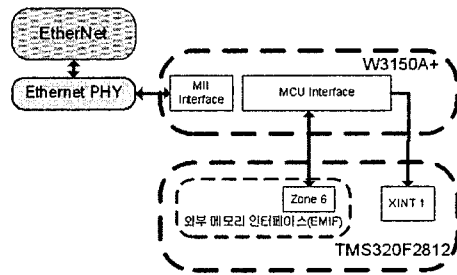 EtherNet
W3150A+
Ethernet PHY
MII
Interface
MCU Interface
Zone 6
XINT 1
외부 메모리 인터페이스(EMIF)
TMS320F2812